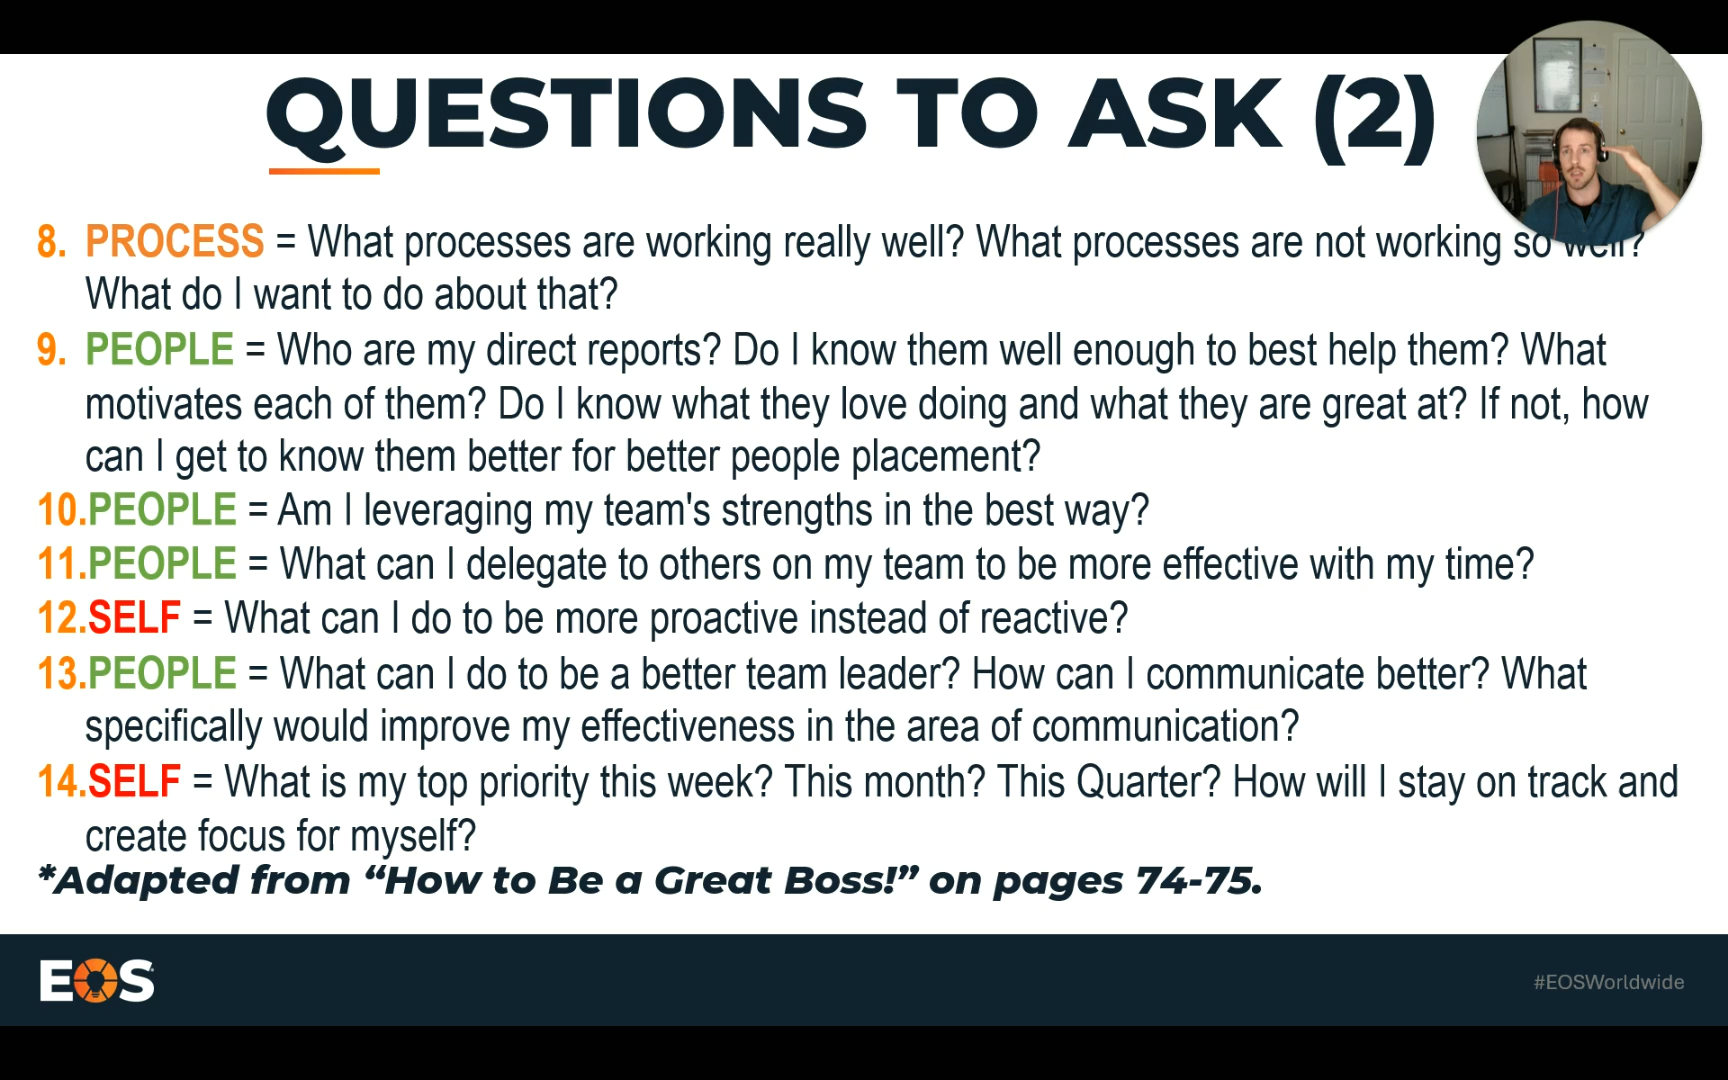 QUESTIONS TO ASK (2)
8. PROCESS = What processes are working really well? What processes are not working so well?
What do I want to do about that?
9. PEOPLE = Who are my direct reports? Do I know them well enough to best help them? What
motivates each of them? Do I know what they love doing and what they are great at? If not, how
can I get to know them better for better people placement?
10.PEOPLE = Am I leveraging my team's strengths in the best way?
11.PEOPLE = What can I delegate to others on my team to be more effective with my time?
12.SELF = What can I do to be more proactive instead of reactive?
13.PEOPLE = What can I do to be a better team leader? How can I communicate better? What
specifically would improve my effectiveness in the area of communication?
14.SELF = What is my top priority this week? This month? This Quarter? How will I stay on track and
create focus for myself?
*Adapted from “How to Be a Great Boss!” on pages 74-75.
EOS
#EOSWorldwide